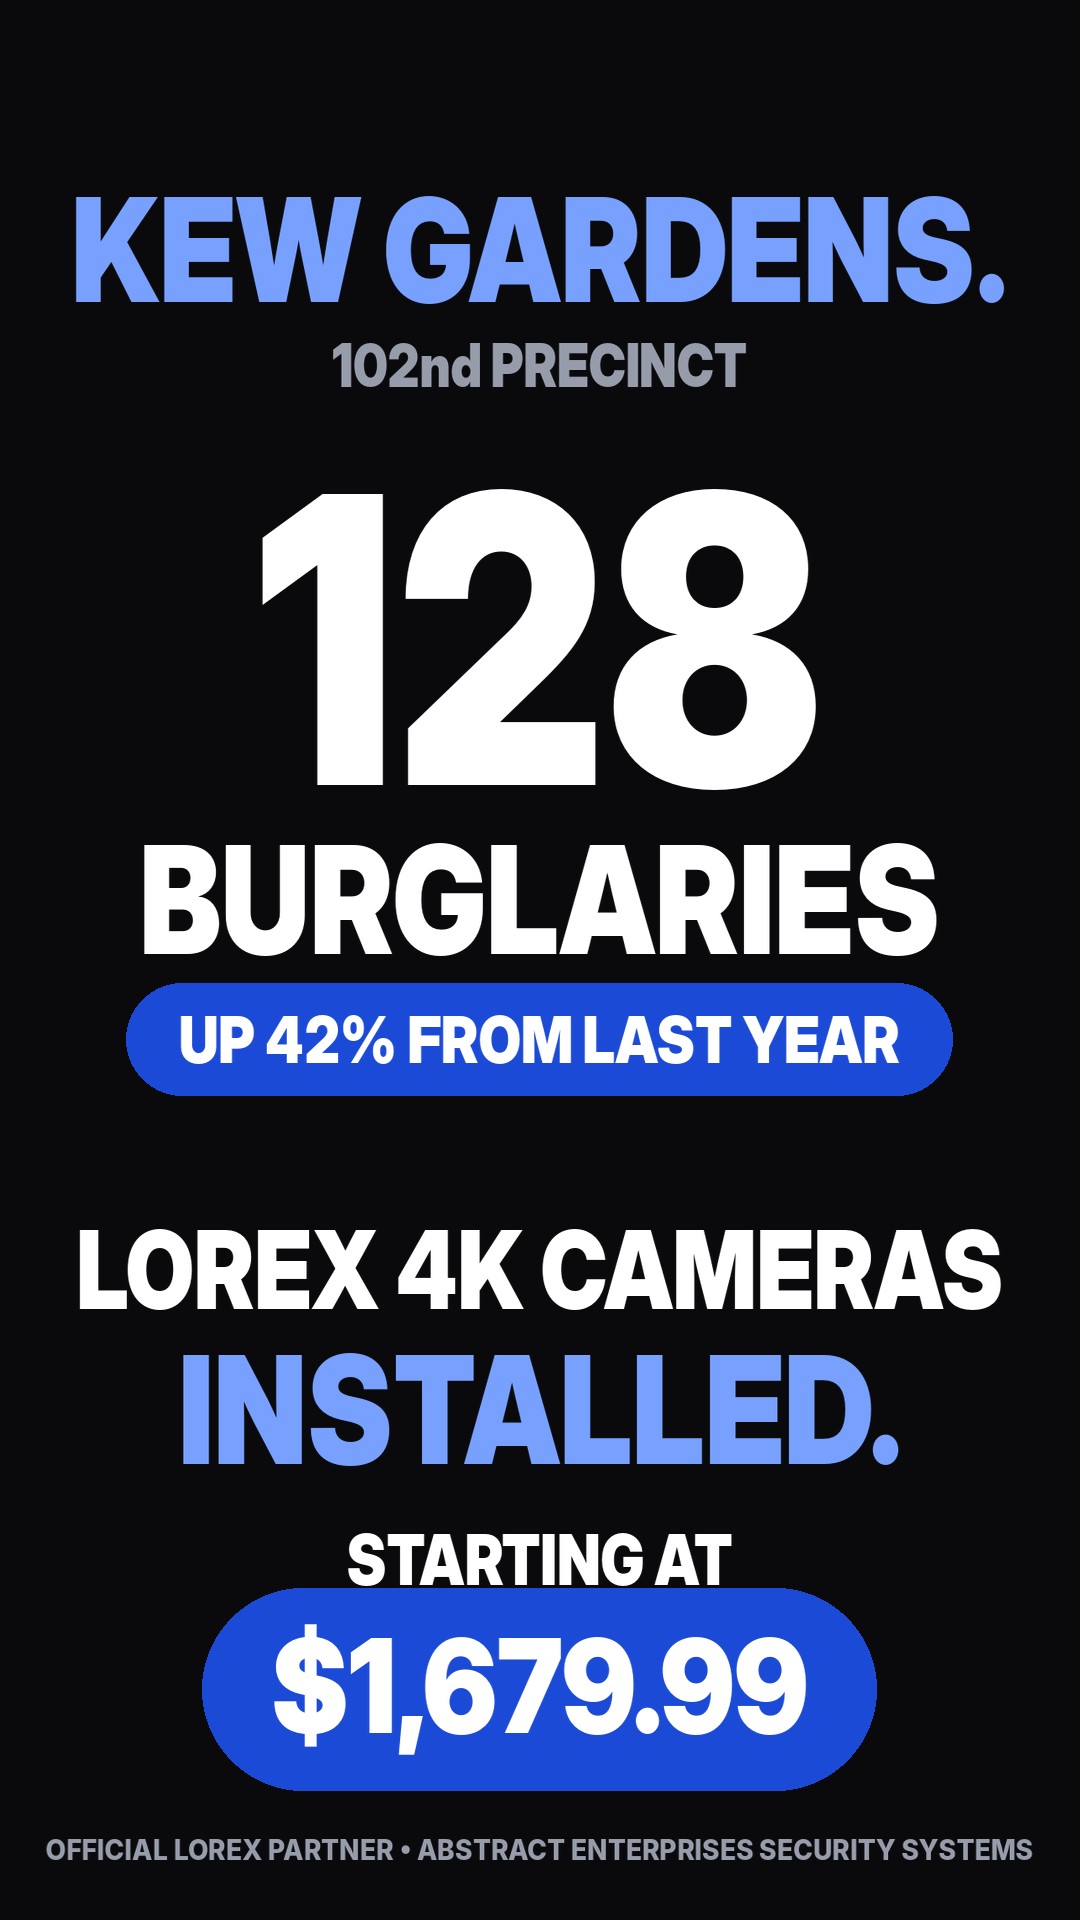 KEW GARDENS.
102nd PRECINCT
128
BURGLARIES
UP 42% FROM LAST YEAR
LOREX 4K CAMERAS
INSTALLED.
STARTING AT
$1,679.99
OFFICIAL LOREX PARTNER • ABSTRACT ENTERPRISES SECURITY SYSTEMS